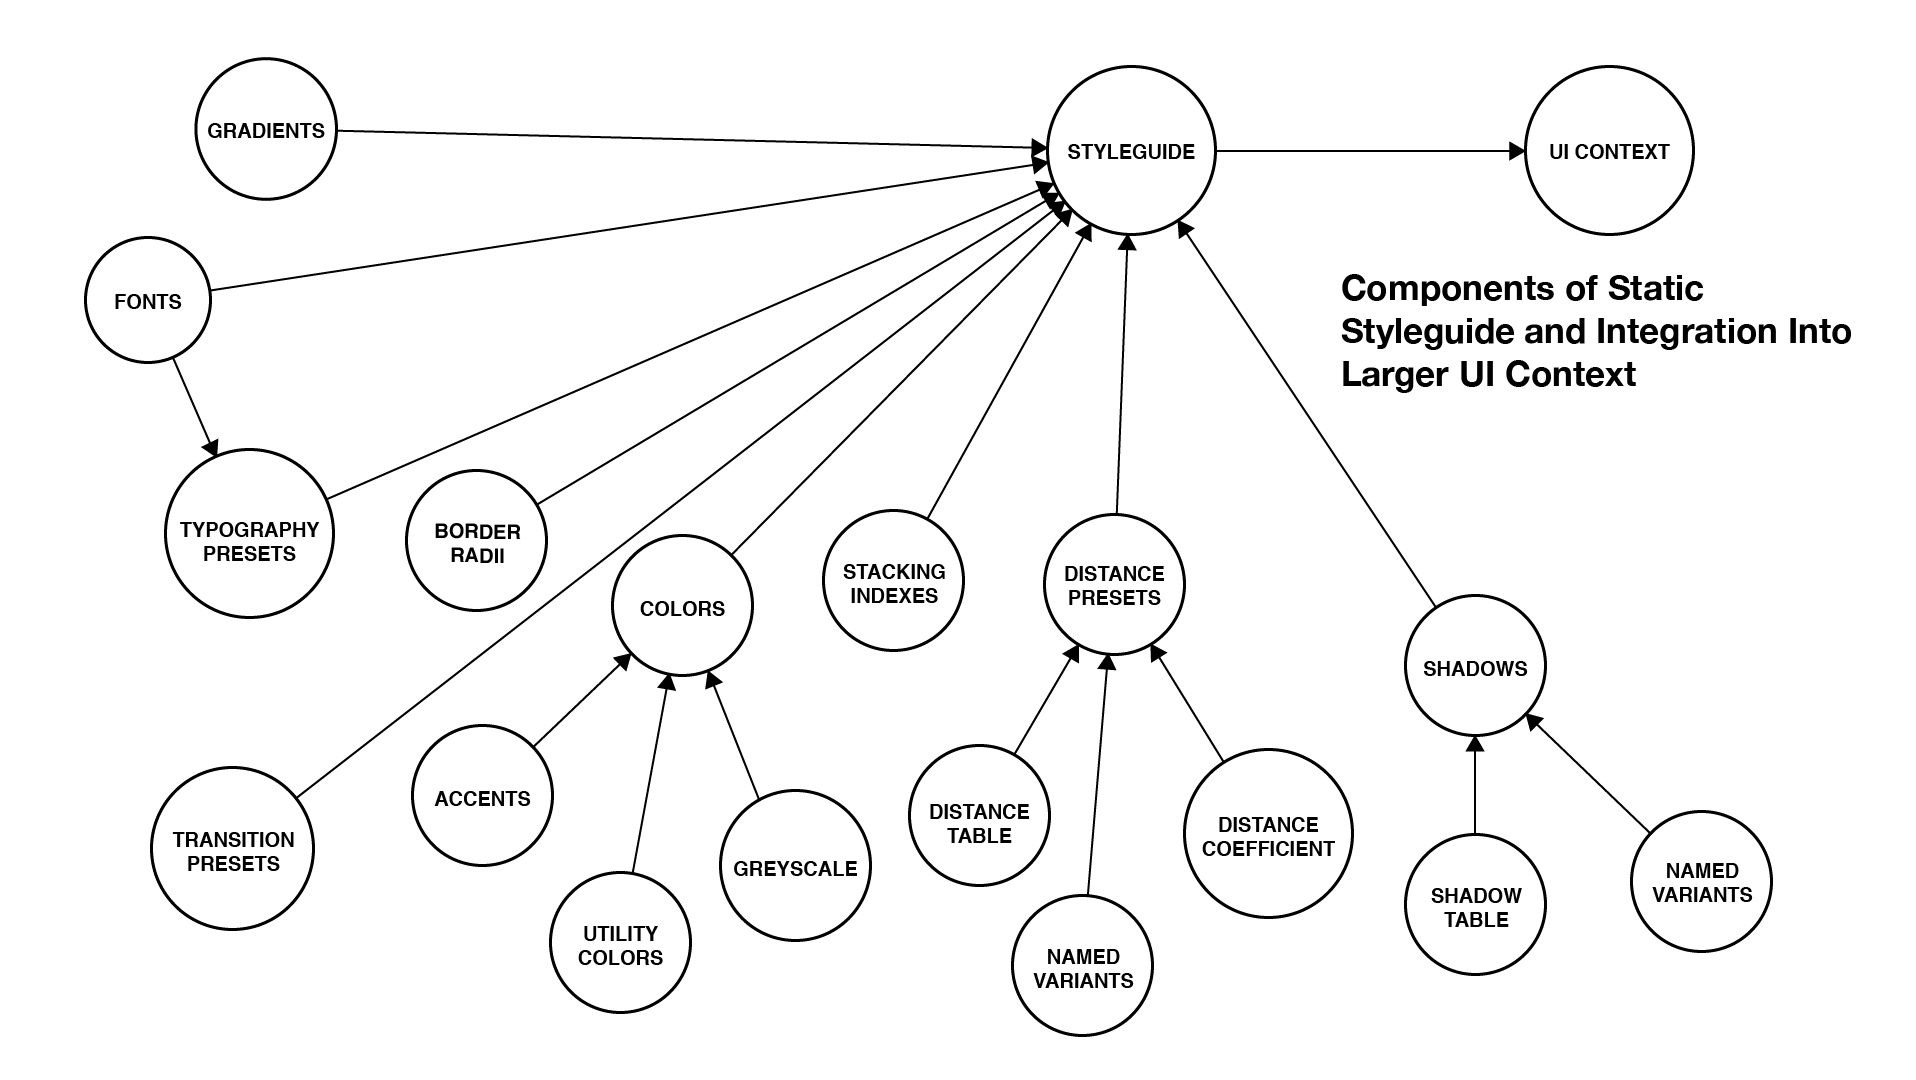 GRADIENTS
STYLEGUIDE
UI CONTEXT
FONTS
Components of Static
Styleguide and Integration Into
Larger UI Context
TYPOGRAPHY
PRESETS
BORDER
RADII
COLORS
STACKING
INDEXES
DISTANCE
PRESETS
SHADOWS
TRANSITION
PRESETS
ACCENTS
UTILITY
COLORS
GREYSCALE
DISTANCE
TABLE
NAMED
VARIANTS
DISTANCE
COEFFICIENT
SHADOW
TABLE
NAMED
VARIANTS